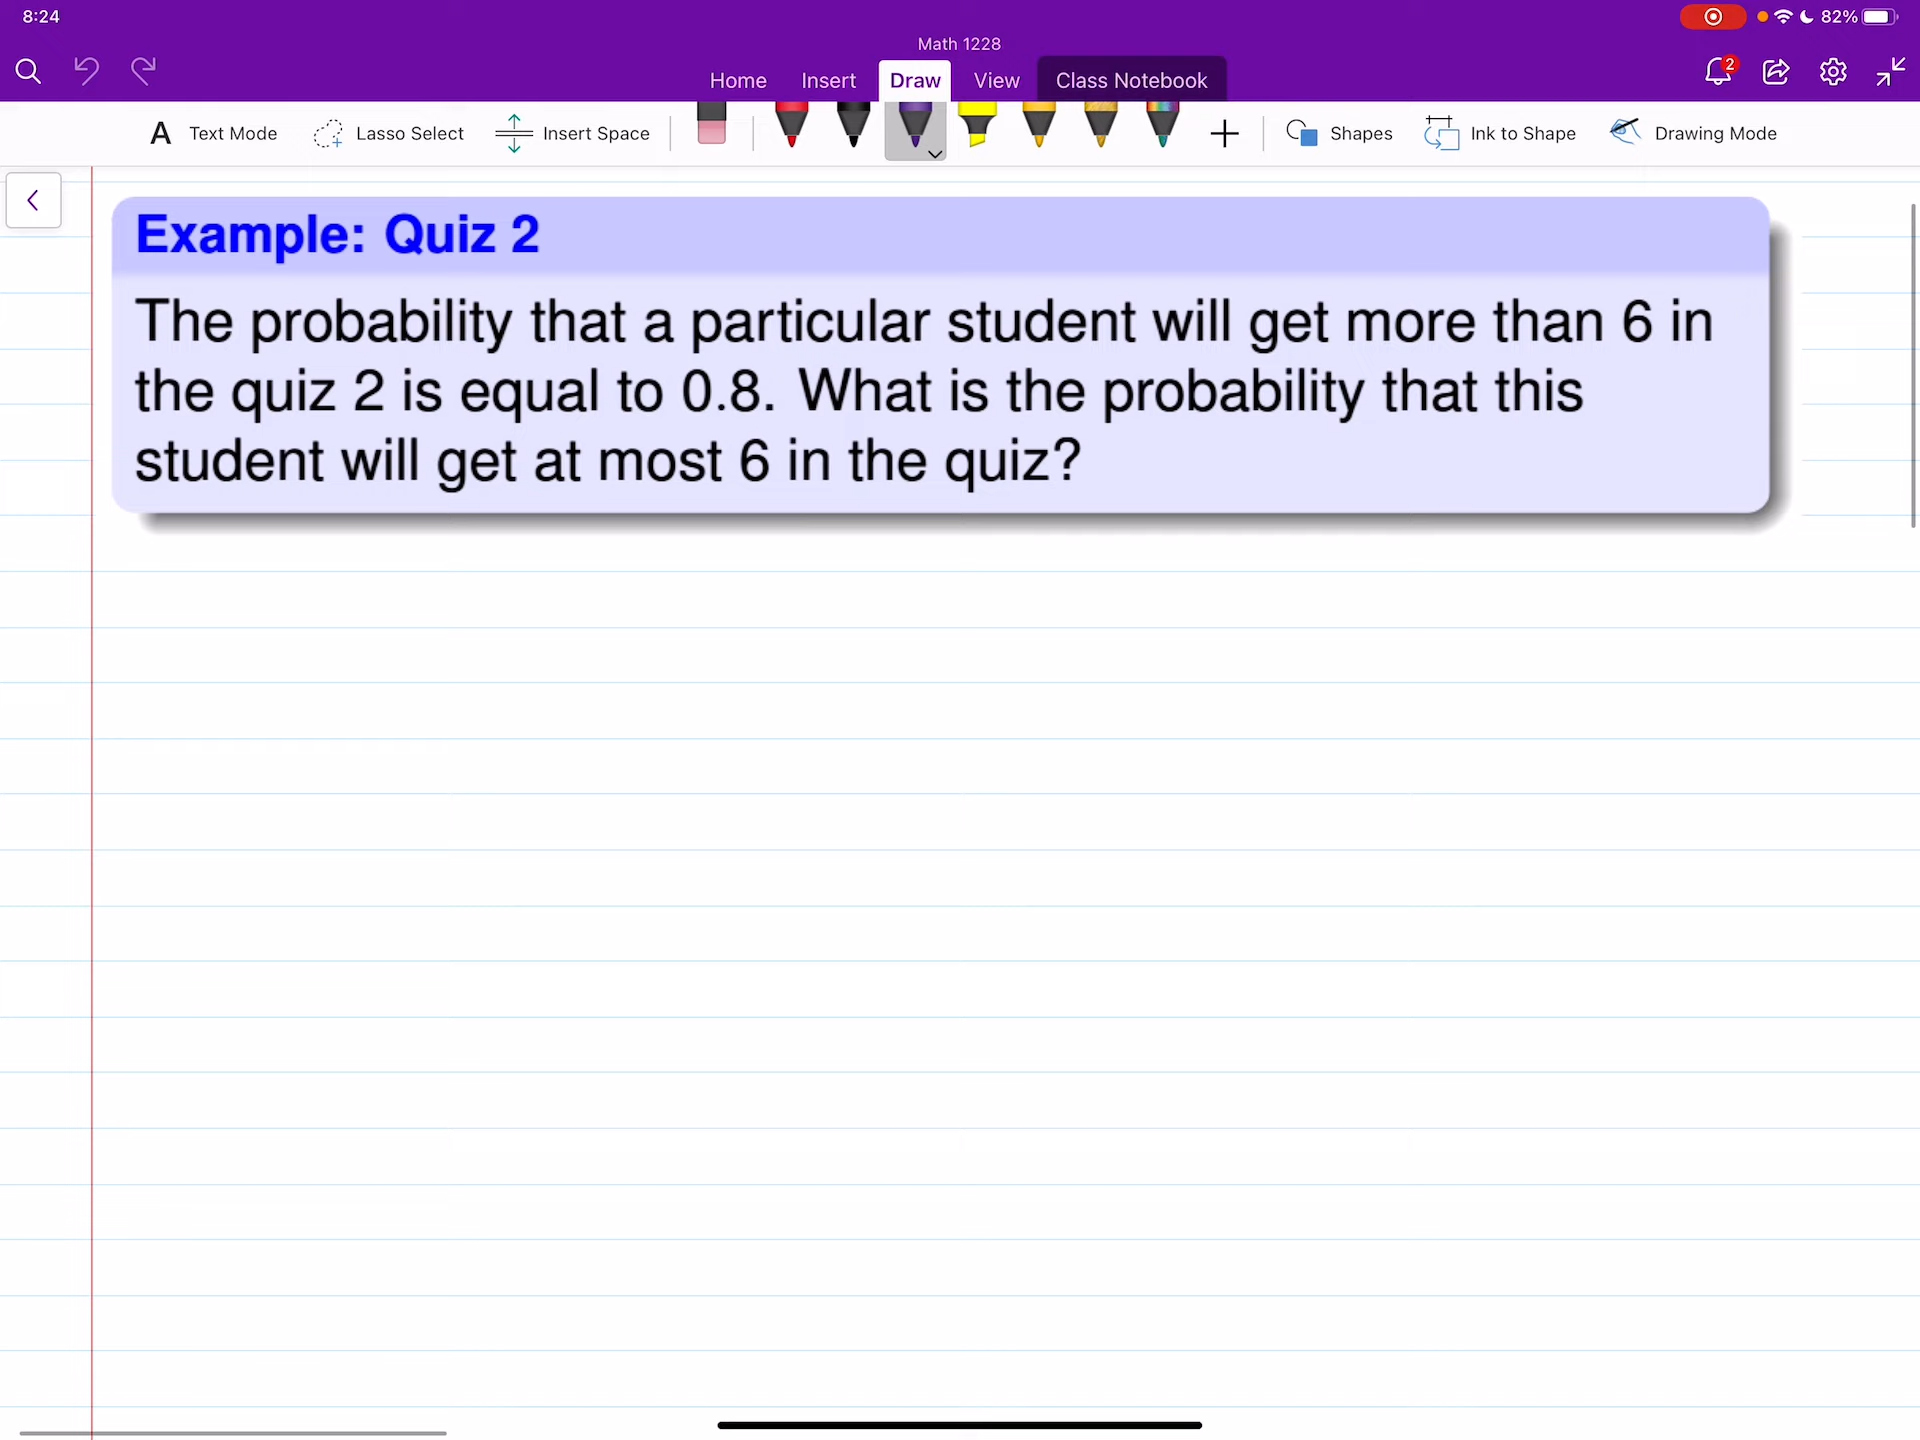 8:24
82%
Math 1228
2
Home Insert Draw View Class Notebook
A Text Mode Lasso Select Insert Space Shapes Ink to Shape Drawing Mode
Example: Quiz 2
The probability that a particular student will get more than 6 in
the quiz 2 is equal to 0.8. What is the probability that this
student will get at most 6 in the quiz?